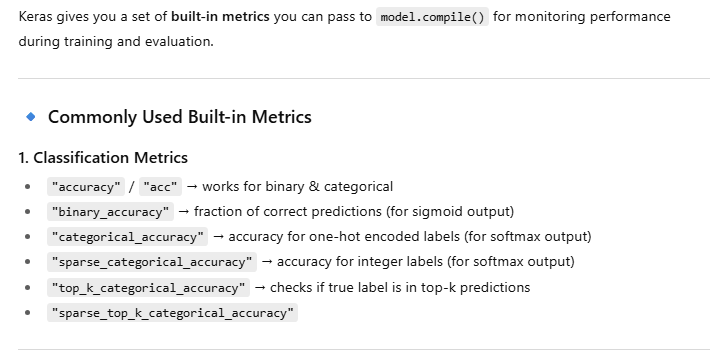 Keras gives you a set of built-in metrics you can pass to model.compile() for monitoring performance
during training and evaluation.
Commonly Used Built-in Metrics
1. Classification Metrics
• "accuracy" / "acc" → works for binary & categorical
• "binary_accuracy" → fraction of correct predictions (for sigmoid output)
• "categorical_accuracy" → accuracy for one-hot encoded labels (for softmax output)
• "sparse_categorical_accuracy" → accuracy for integer labels (for softmax output)
• "top_k_categorical_accuracy" → checks if true label is in top-k predictions
• "sparse_top_k_categorical_accuracy"